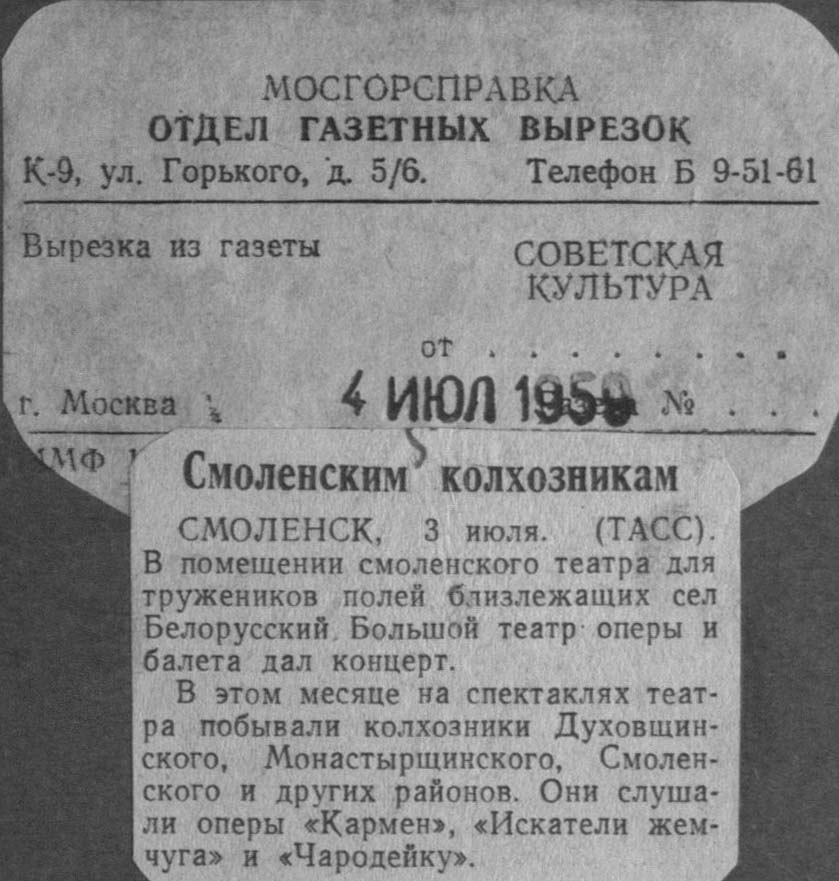 МОСГОРСПРАВКА
ОТДЕЛ ГАЗЕТНЫХ ВЫРЕЗОК
К-9, ул. Горького, д. 5/6. Телефон Б 9-51-61
Вырезка из газеты СОВЕТСКАЯ
КУЛЬТУРА
от . . . . . . . .
г. Москва 4 ИЮЛ Газета № . . .
МФ
Смоленским колхозникам
СМОЛЕНСК, 3 июля. (ТАСС).
В помещении смоленского театра для
тружеников полей близлежащих сел
Белорусский Большой театр оперы и
балета дал концерт.
В этом месяце на спектаклях теат-
ра побывали колхозники Духовщин-
ского, Монастырщинского, Смолен-
ского и других районов. Они слуша-
ли оперы «Кармен», «Искатели жем-
чуга» и «Чародейку».